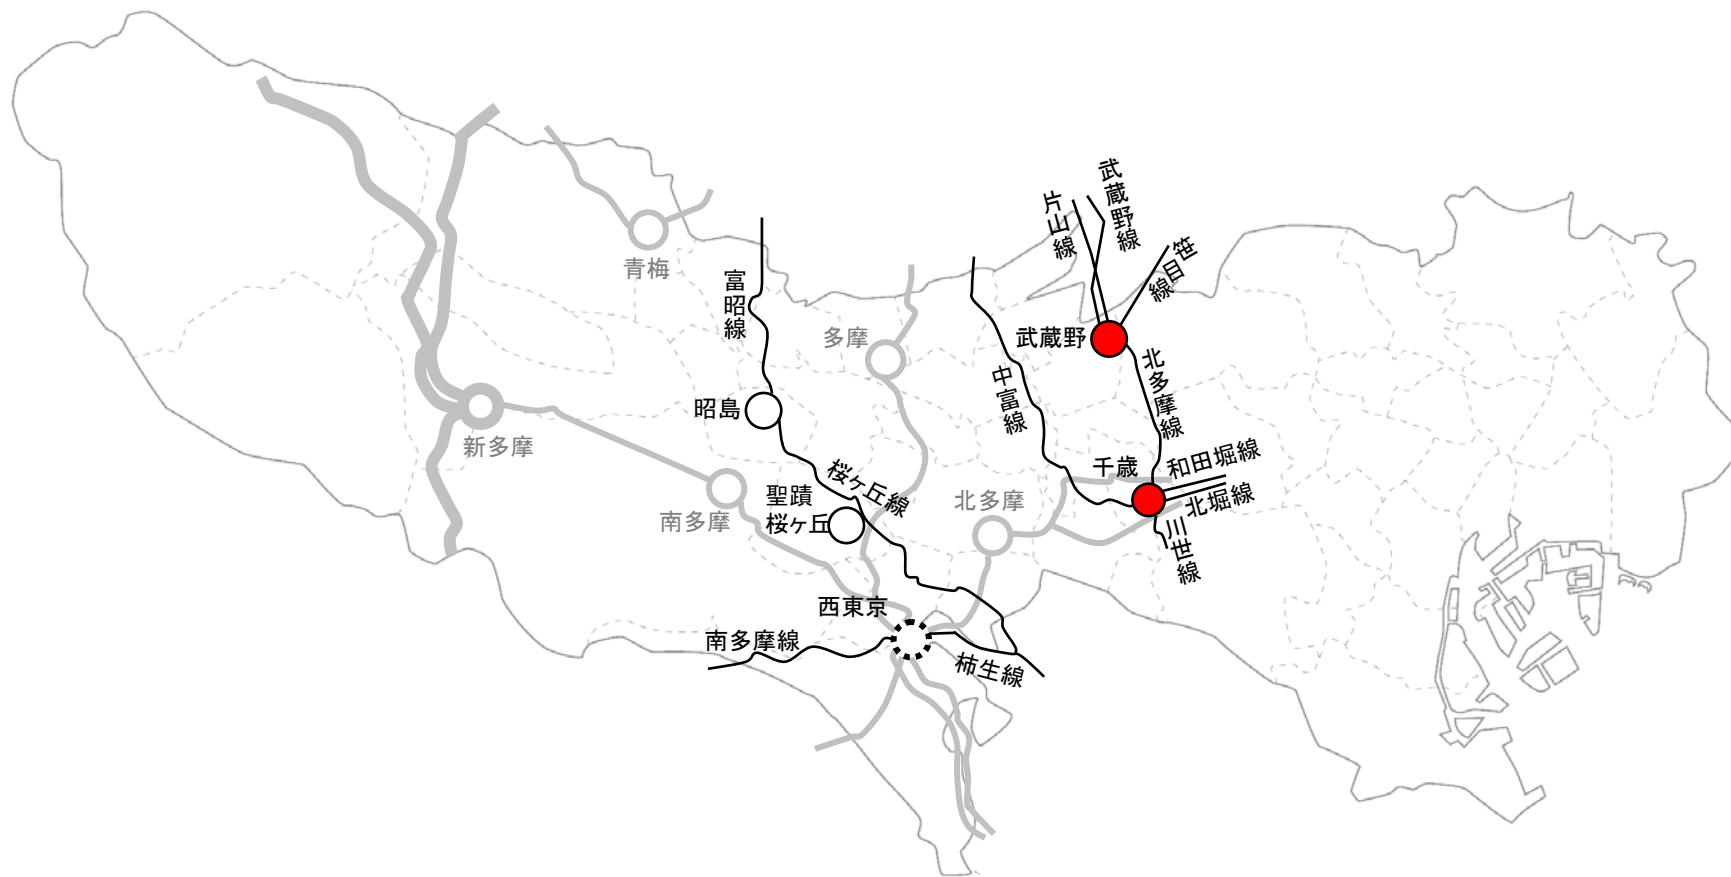 武蔵野線
片山線
笹目線
青梅
富昭線
多摩
武蔵野
北多摩線
中富線
昭島
新多摩
千歳
和田堀線
桜ヶ丘線
聖蹟
桜ヶ丘
北堀線
南多摩
北多摩
川世線
西東京
南多摩線
柿生線